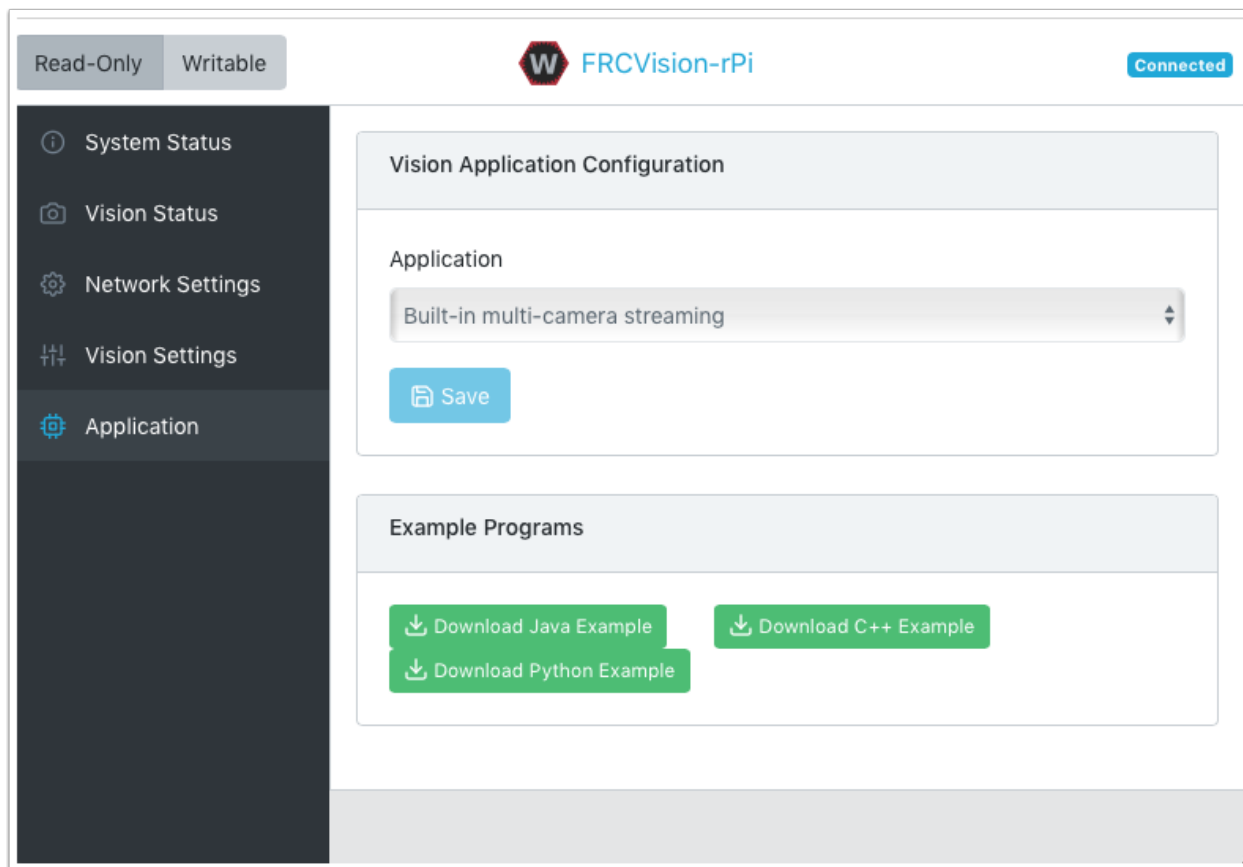 Read-Only Writable
W FRCVision-rPi
Connected
System Status
Vision Status
Network Settings
Vision Settings
Application
Vision Application Configuration
Application
Built-in multi-camera streaming
Save
Example Programs
Download Java Example
Download C++ Example
Download Python Example